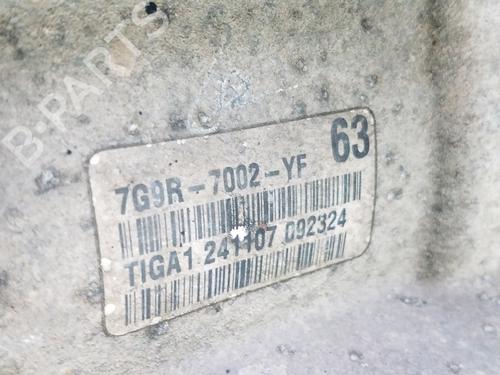 B-PARTS
63
7G9R-7002-YF
TIGA1 241107 092324